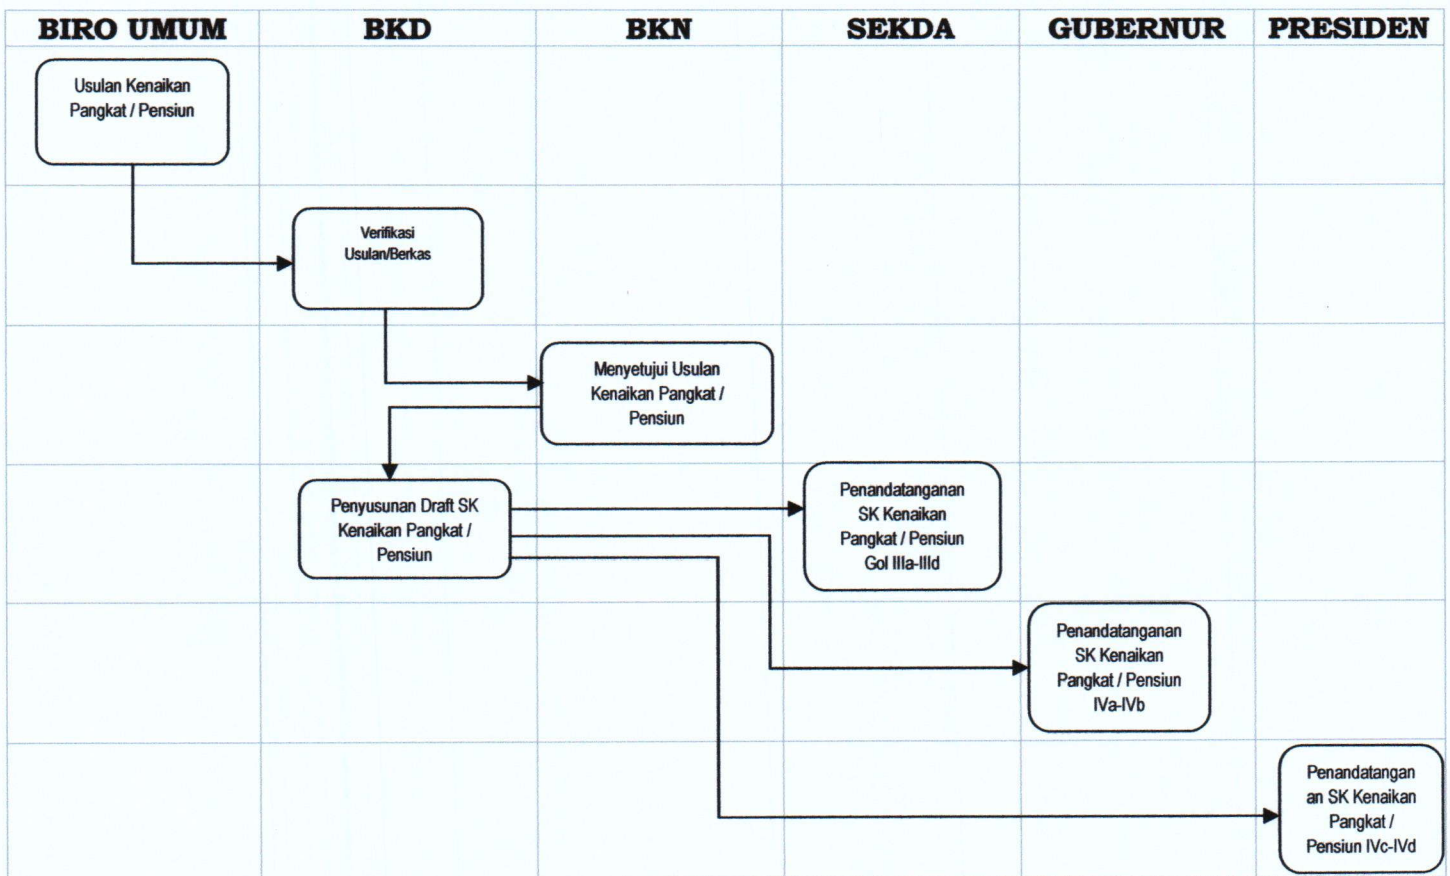 BIRO UMUM BKD BKN SEKDA GUBERNUR PRESIDEN
Usulan Kenaikan
Pangkat / Pensiun
Verifikasi
Usulan/Berkas
Menyetujui Usulan
Kenaikan Pangkat /
Pensiun
Penyusunan Draft SK
Kenaikan Pangkat /
Pensiun
Penandatanganan
SK Kenaikan
Pangkat / Pensiun
Gol IIIa-IIId
Penandatanganan
SK Kenaikan
Pangkat / Pensiun
IVa-IVb
Penandatangan
an SK Kenaikan
Pangkat /
Pensiun IVc-IVd